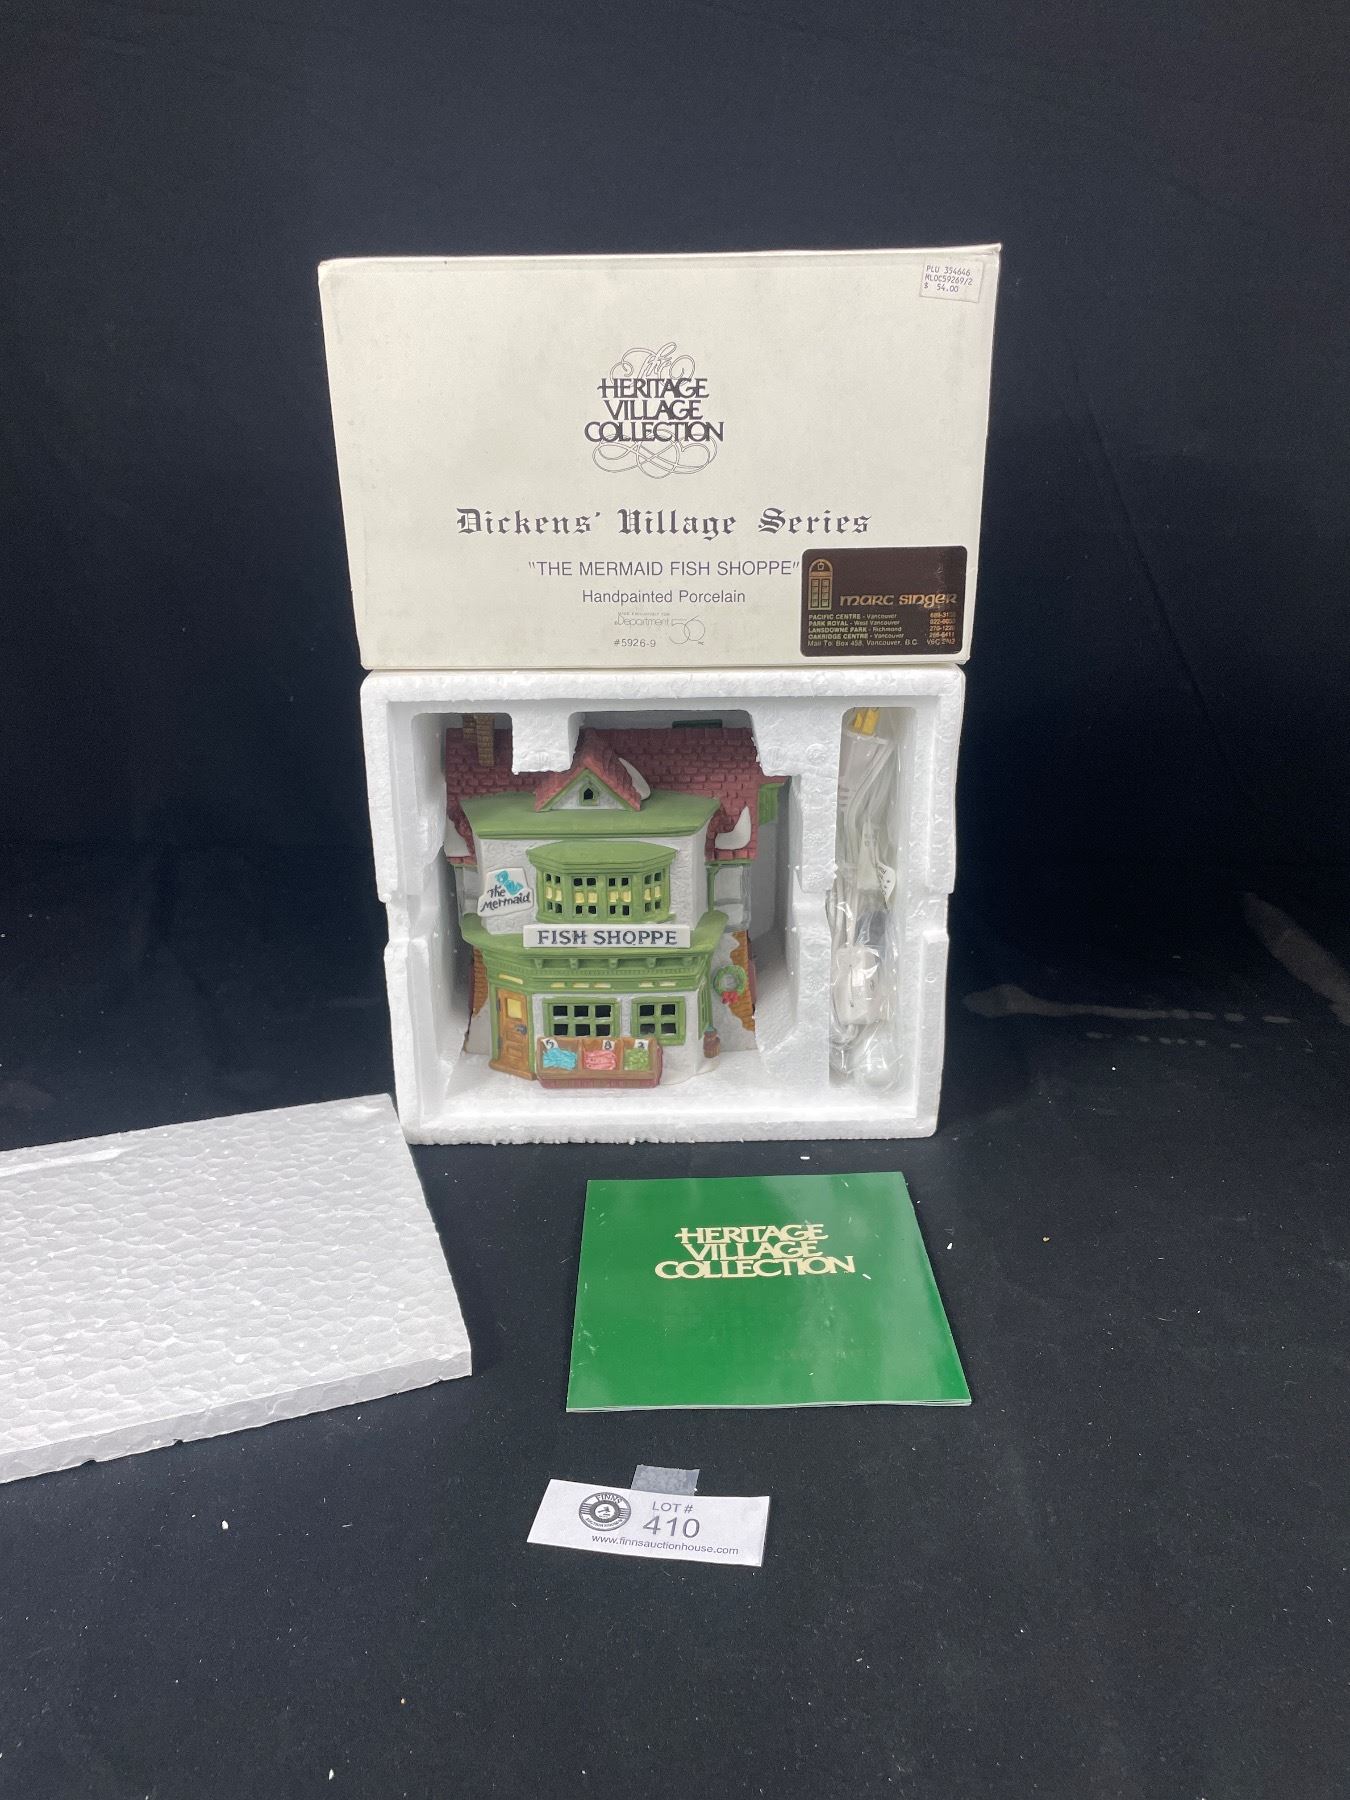 PLU 354646
MLOC59269/2
$ 54.00
The
HERITAGE
VILLAGE
COLLECTION
Dickens' Village Series
"THE MERMAID FISH SHOPPE"
Handpainted Porcelain
Department 56
#5926-9
marc singer
PACIFIC CENTRE - Vancouver
PARK ROYAL - West Vancouver
LANSDOWNE PARK - Richmond
OAKRIDGE CENTRE - Vancouver
Mail To: Box 458, Vancouver, B.C.
The
Mermaid
FISH SHOPPE
HERITAGE
VILLAGE
COLLECTION
FINNS
LOT #
410
www.finnsauctionhouse.com